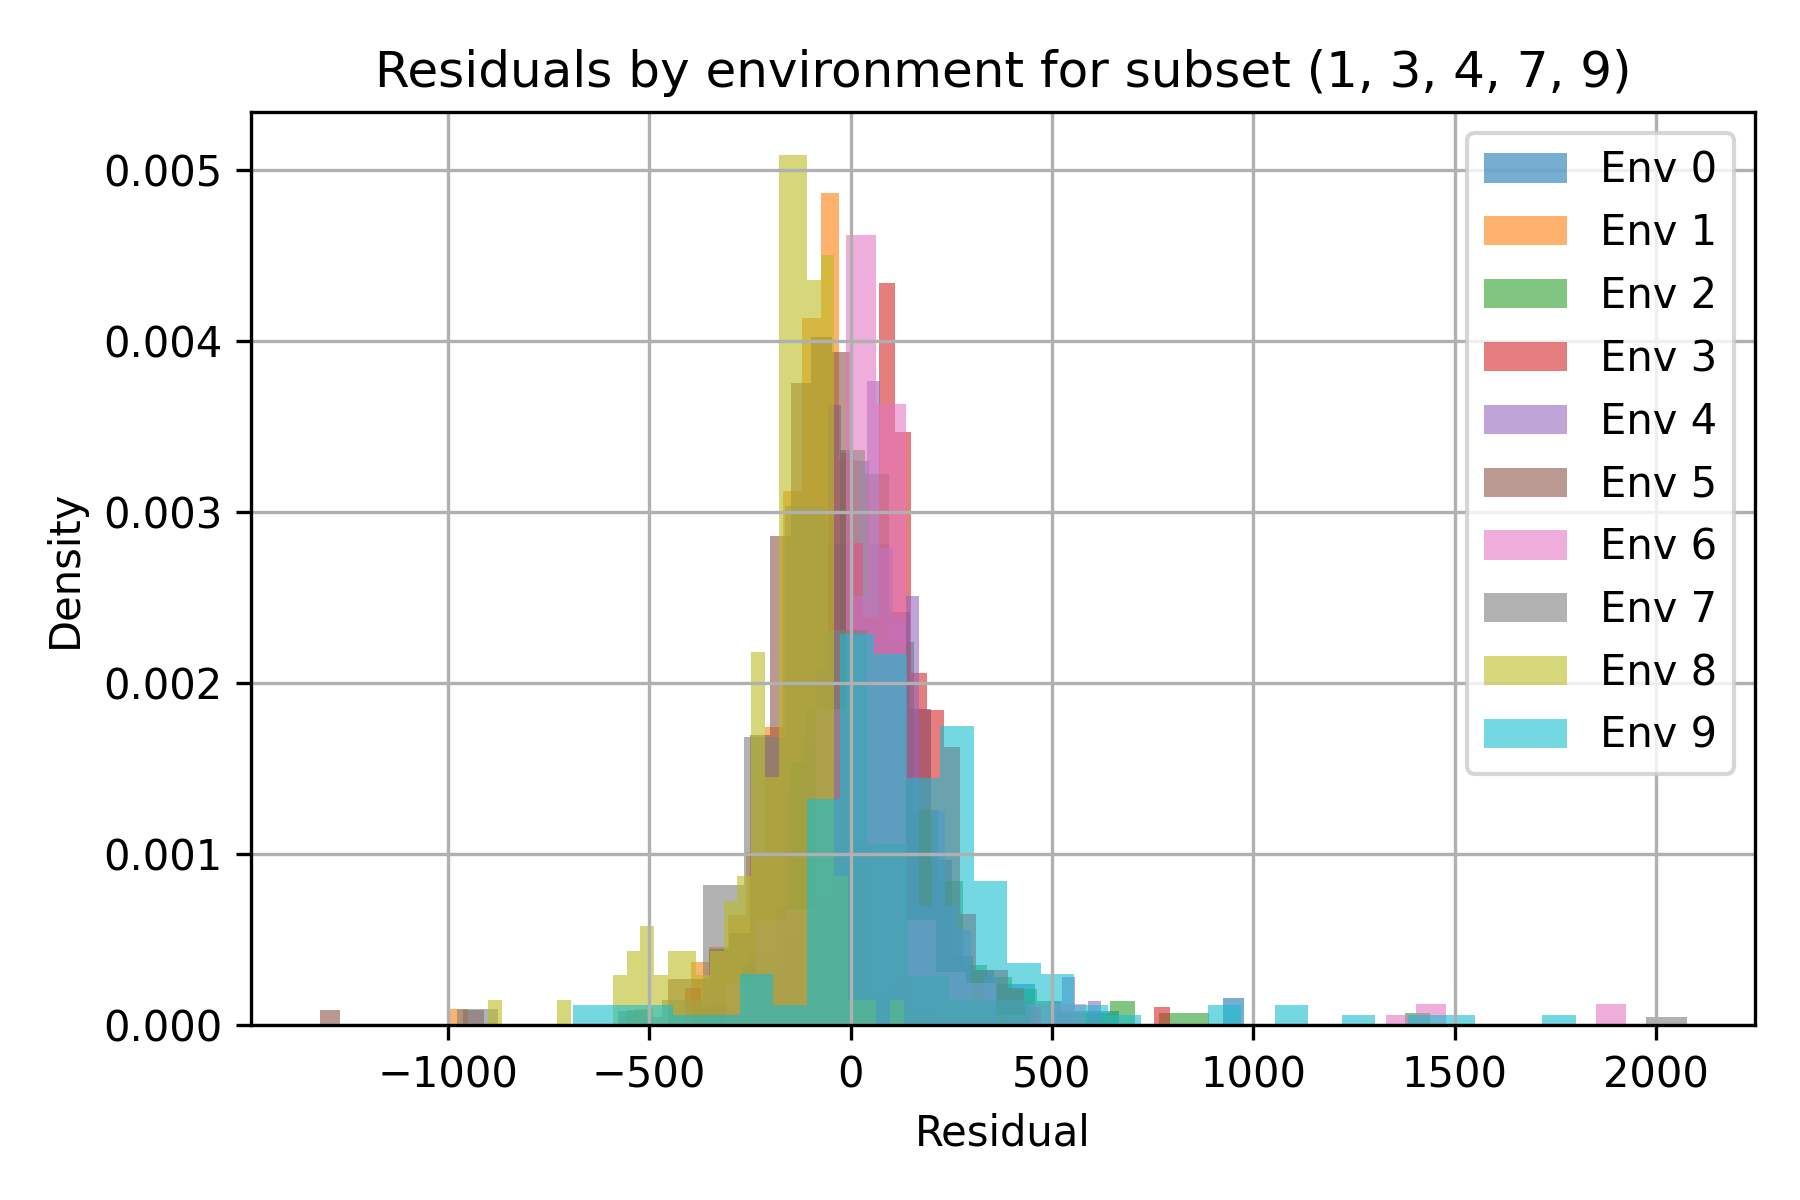 Residuals by environment for subset (1, 3, 4, 7, 9)
0.005
0.004
0.003
0.002
0.001
0.000
Density
−1000
−500
0
500
1000
1500
2000
Residual
Env 0
Env 1
Env 2
Env 3
Env 4
Env 5
Env 6
Env 7
Env 8
Env 9